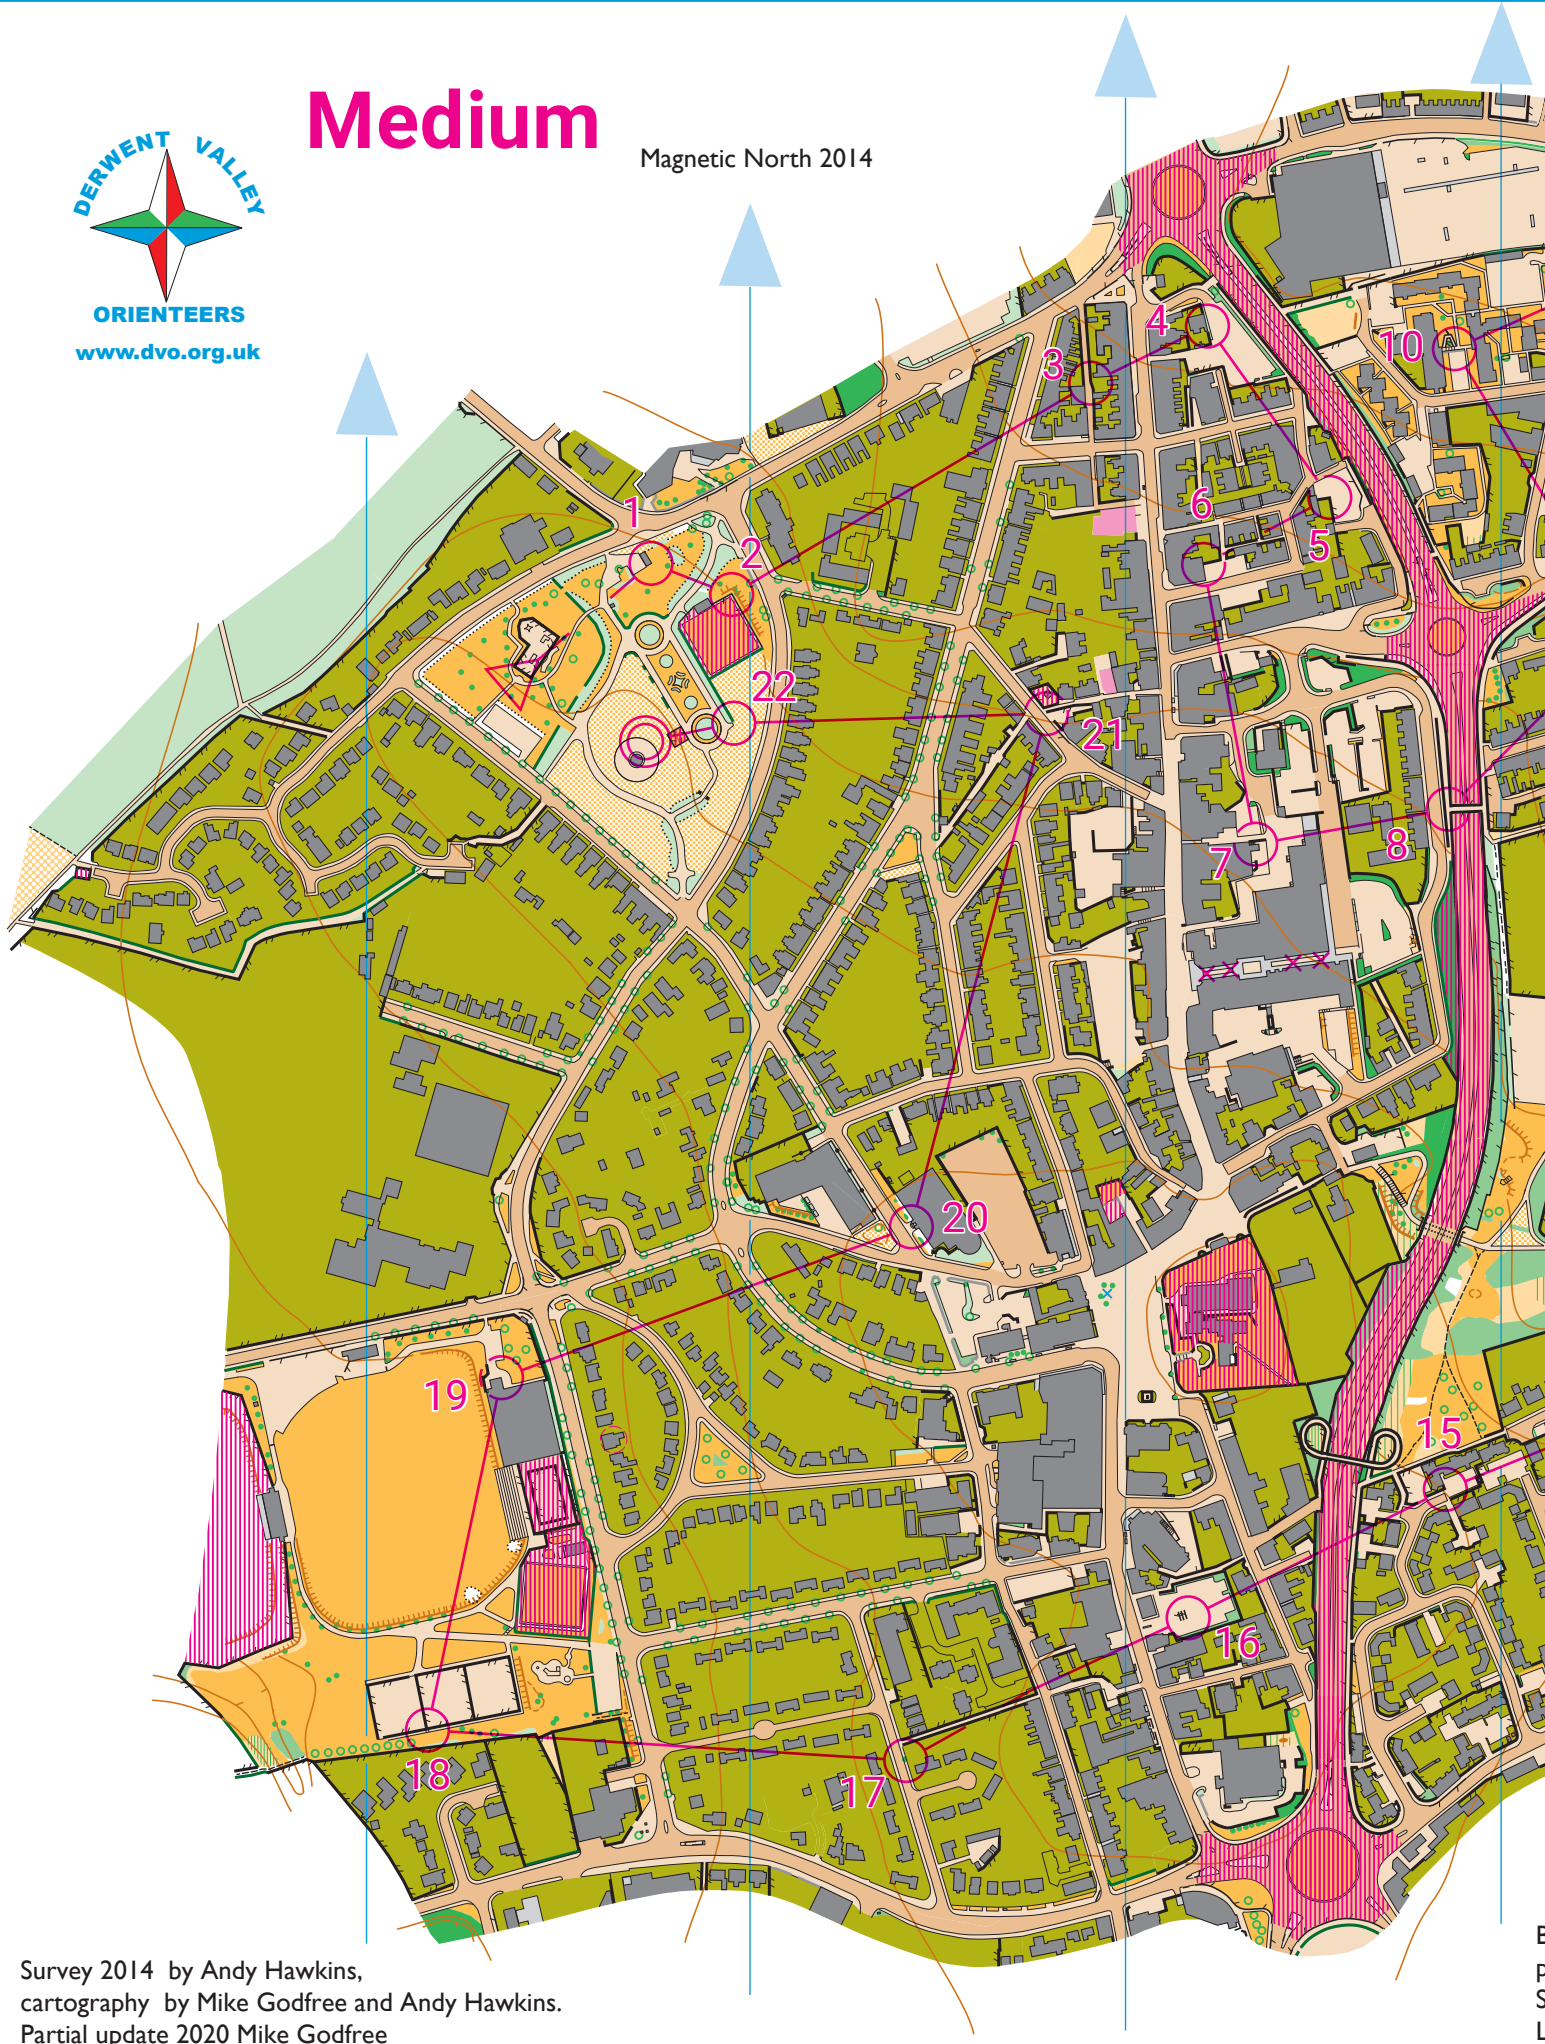 Medium
DERWENT VALLEY
ORIENTEERS
www.dvo.org.uk
Magnetic North 2014
4
3
10
1
6
2
5
22
21
7
8
20
19
15
16
18
17
Survey 2014 by Andy Hawkins,
cartography by Mike Godfree and Andy Hawkins.
Partial update 2020 Mike Godfree